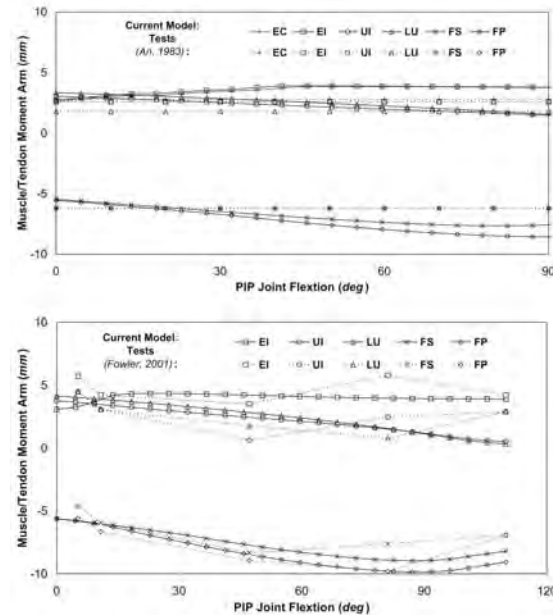 Muscle/Tendon Moment Arm (mm)
10
5
0
-5
-10
Current Model: EC EI UI LU FS FP
Tests
(An, 1983): EC EI UI LU FS FP
0 30 60 90
PIP Joint Flextion (deg)
Muscle/Tendon Moment Arm (mm)
10
5
0
-5
-10
Current Model: EI UI LU FS FP
Tests
(Fowler, 2001): EI UI LU FS FP
0 30 60 90 120
PIP Joint Flextion (deg)